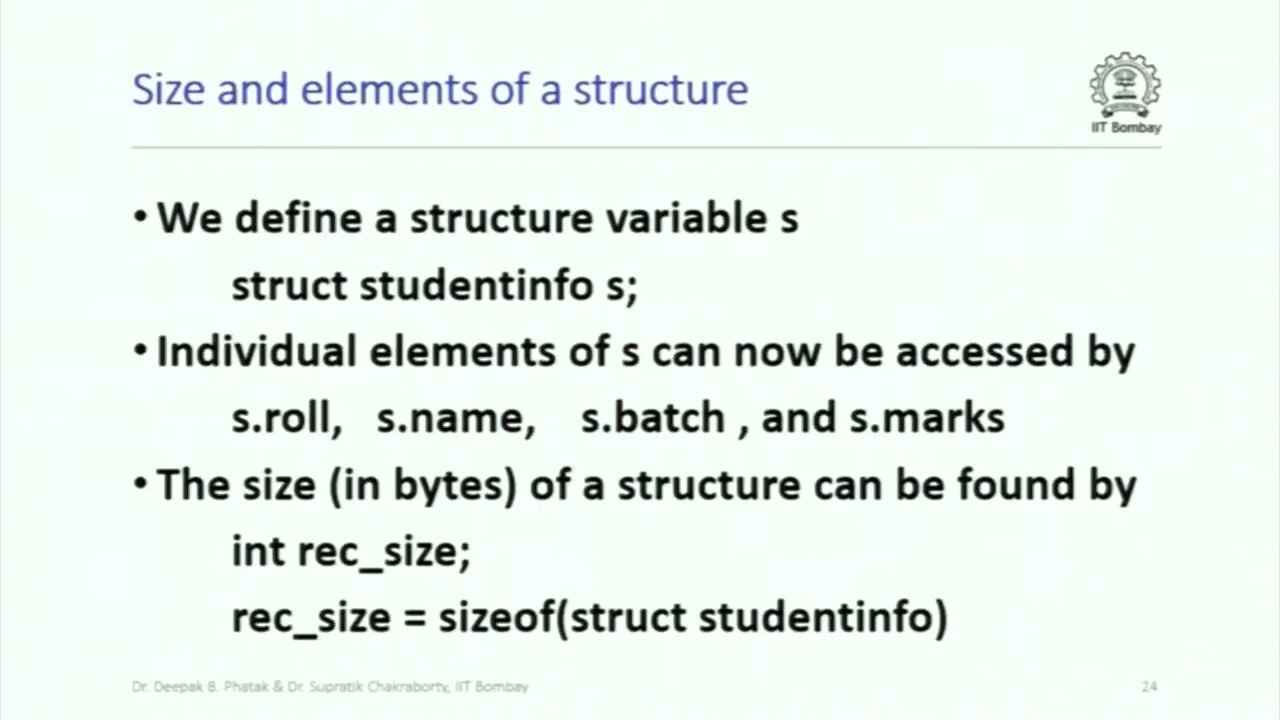 Size and elements of a structure
IIT Bombay
• We define a structure variable s
struct studentinfo s;
• Individual elements of s can now be accessed by
s.roll, s.name, s.batch , and s.marks
• The size (in bytes) of a structure can be found by
int rec_size;
rec_size = sizeof(struct studentinfo)
Dr. Deepak B. Phatak & Dr. Supratik Chakraborty, IIT Bombay
24